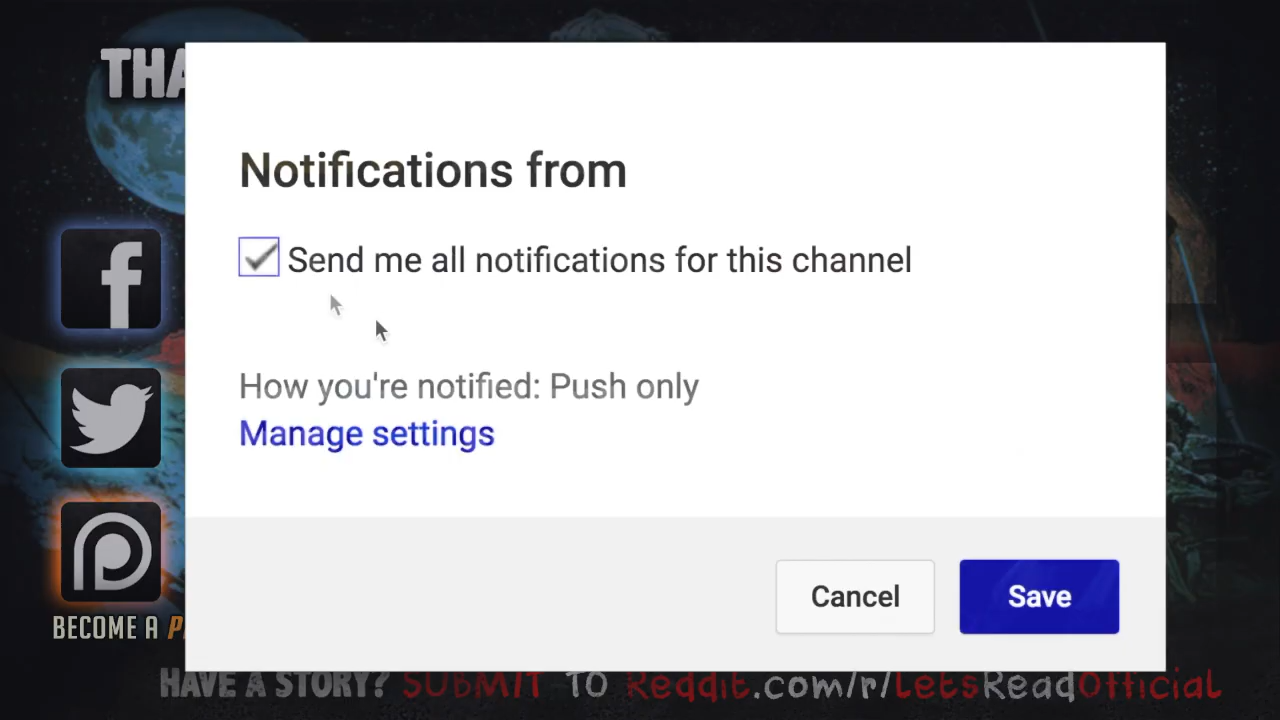 THA
Notifications from
Send me all notifications for this channel
How you're notified: Push only
Manage settings
Cancel
Save
BECOME A P
HAVE A STORY? SUBMIT TO Reddit.com/r/LetsReadOfficial